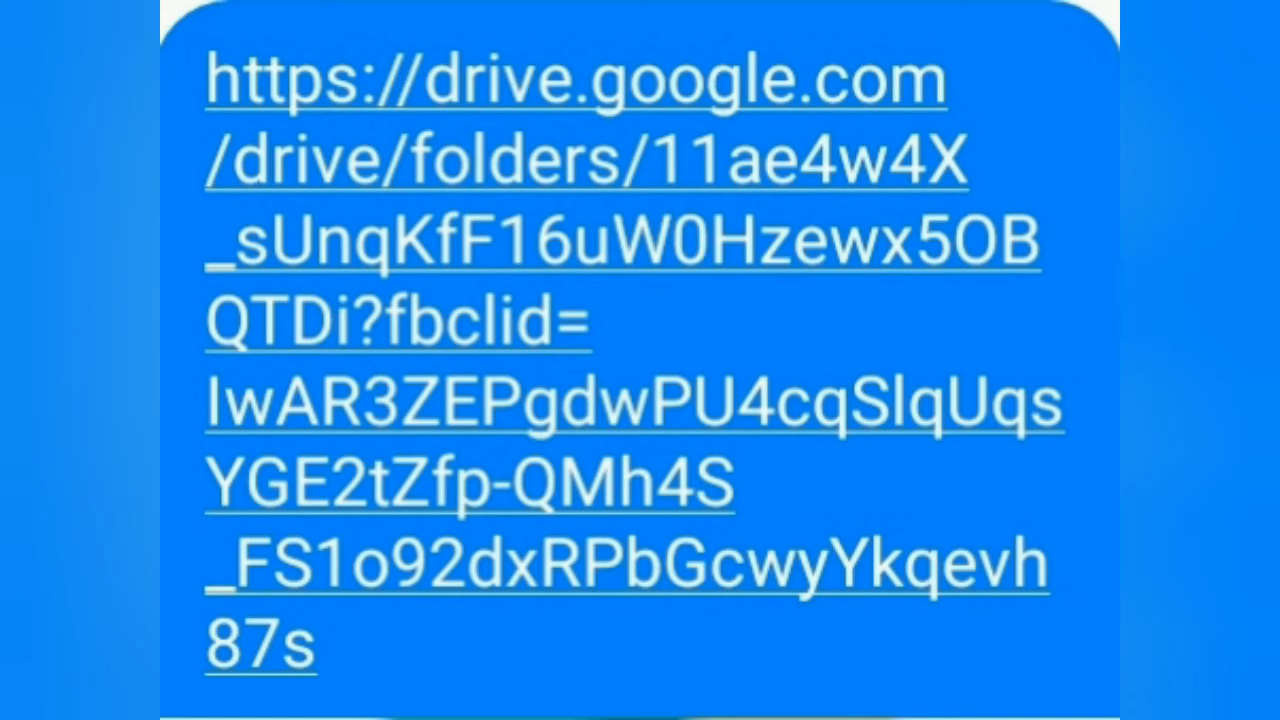 https://drive.google.com
/drive/folders/11ae4w4X
_sUnqKfF16uW0Hzewx5OB
QTDi?fbclid=
IwAR3ZEPgdwPU4cqSlqUqs
YGE2tZfp-QMh4S
_FS1o92dxRPbGcwyYkqevh
87s